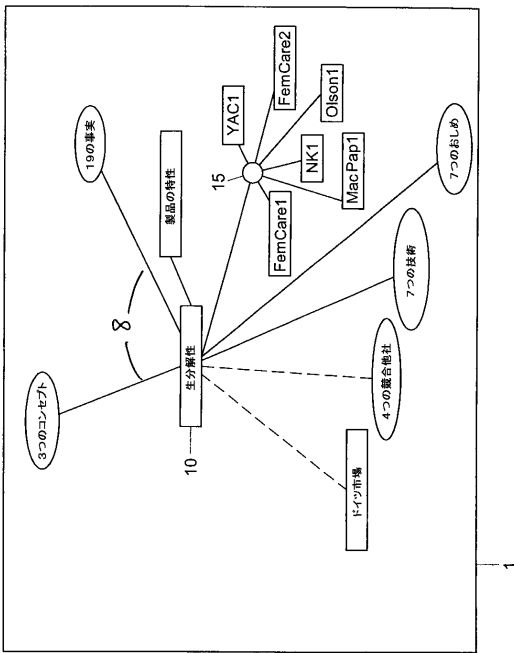 3つのコンセプト
8
19の事実
製品の特性
生分解性
10
15
YAC1
FemCare2
Olson1
NK1
MacPap1
FemCare1
7つのおしめ
7つの技術
4つの競合他社
ドイツ市場
1